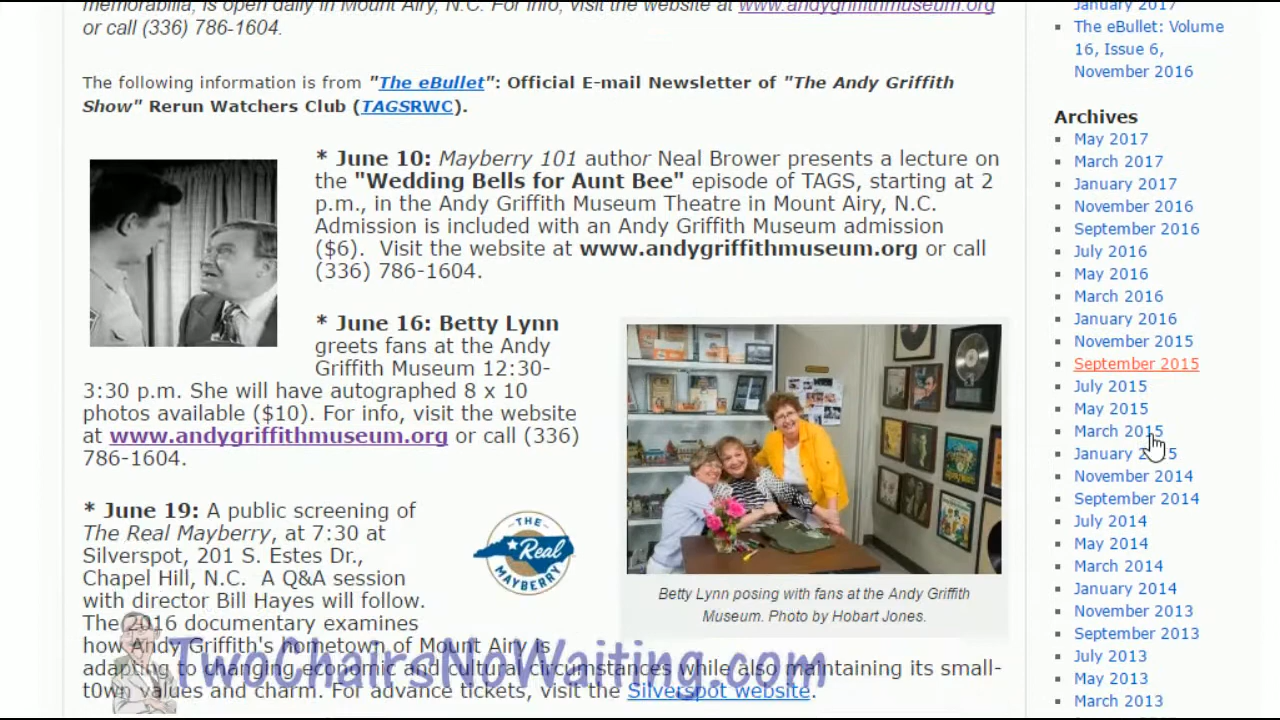 memorabilia, is open daily in Mount Airy, N.C. For info, visit the website at www.andygriffithmuseum.org
or call (336) 786-1604.
The following information is from "The eBullet": Official E-mail Newsletter of "The Andy Griffith
Show" Rerun Watchers Club (TAGSRWC).
* June 10: Mayberry 101 author Neal Brower presents a lecture on
the "Wedding Bells for Aunt Bee" episode of TAGS, starting at 2
p.m., in the Andy Griffith Museum Theatre in Mount Airy, N.C.
Admission is included with an Andy Griffith Museum admission
($6).  Visit the website at www.andygriffithmuseum.org or call
(336) 786-1604.
* June 16: Betty Lynn
greets fans at the Andy
Griffith Museum 12:30-
3:30 p.m. She will have autographed 8 x 10
photos available ($10). For info, visit the website
at www.andygriffithmuseum.org or call (336)
786-1604.
* June 19: A public screening of
The Real Mayberry, at 7:30 at
Silverspot, 201 S. Estes Dr.,
Chapel Hill, N.C.  A Q&A session
with director Bill Hayes will follow.
The 2016 documentary examines
how Andy Griffith's hometown of Mount Airy is
adapting to changing economic and cultural circumstances while also maintaining its small-
t0wn values and charm. For advance tickets, visit the Silverspot website.
THE
Real
MAYBERRY
Betty Lynn posing with fans at the Andy Griffith
Museum. Photo by Hobart Jones.
TwoChairsNoWaiting.com
January 2017
The eBullet: Volume
16, Issue 6,
November 2016
Archives
May 2017
March 2017
January 2017
November 2016
September 2016
July 2016
May 2016
March 2016
January 2016
November 2015
September 2015
July 2015
May 2015
March 2015
January 2015
November 2014
September 2014
July 2014
May 2014
March 2014
January 2014
November 2013
September 2013
July 2013
May 2013
March 2013